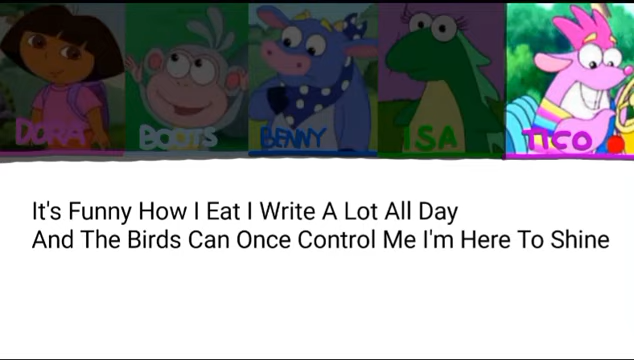 DORA BOOTS BENNY ISA TICO
It's Funny How I Eat I Write A Lot All Day
And The Birds Can Once Control Me I'm Here To Shine